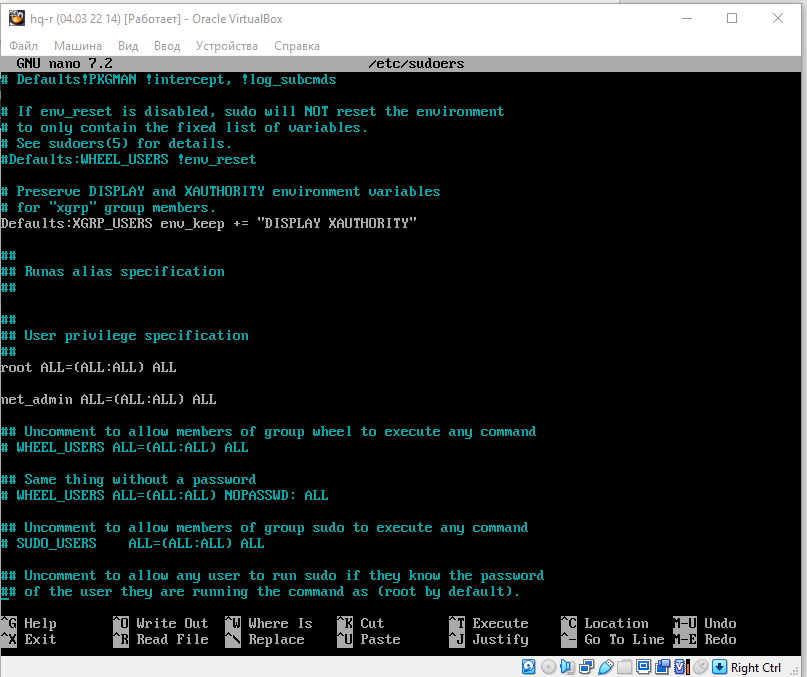 hq-r (04.03 22 14) [Работает] - Oracle VirtualBox
Файл Машина Вид Ввод Устройства Справка
GNU nano 7.2 /etc/sudoers
# Defaults!PKGMAN !intercept, !log_subcmds
# If env_reset is disabled, sudo will NOT reset the environment
# to only contain the fixed list of variables.
# See sudoers(5) for details.
#Defaults:WHEEL_USERS !env_reset
# Preserve DISPLAY and XAUTHORITY environment variables
# for "xgrp" group members.
Defaults:XGRP_USERS env_keep += "DISPLAY XAUTHORITY"
##
## Runas alias specification
##
##
## User privilege specification
##
root ALL=(ALL:ALL) ALL
net_admin ALL=(ALL:ALL) ALL
## Uncomment to allow members of group wheel to execute any command
# WHEEL_USERS ALL=(ALL:ALL) ALL
## Same thing without a password
# WHEEL_USERS ALL=(ALL:ALL) NOPASSWD: ALL
## Uncomment to allow members of group sudo to execute any command
# SUDO_USERS ALL=(ALL:ALL) ALL
## Uncomment to allow any user to run sudo if they know the password
## of the user they are running the command as (root by default).
^G Help ^O Write Out ^W Where Is ^K Cut ^T Execute ^C Location M-U Undo
^X Exit ^R Read File ^\ Replace ^U Paste ^J Justify ^- Go To Line M-E Redo
Right Ctrl